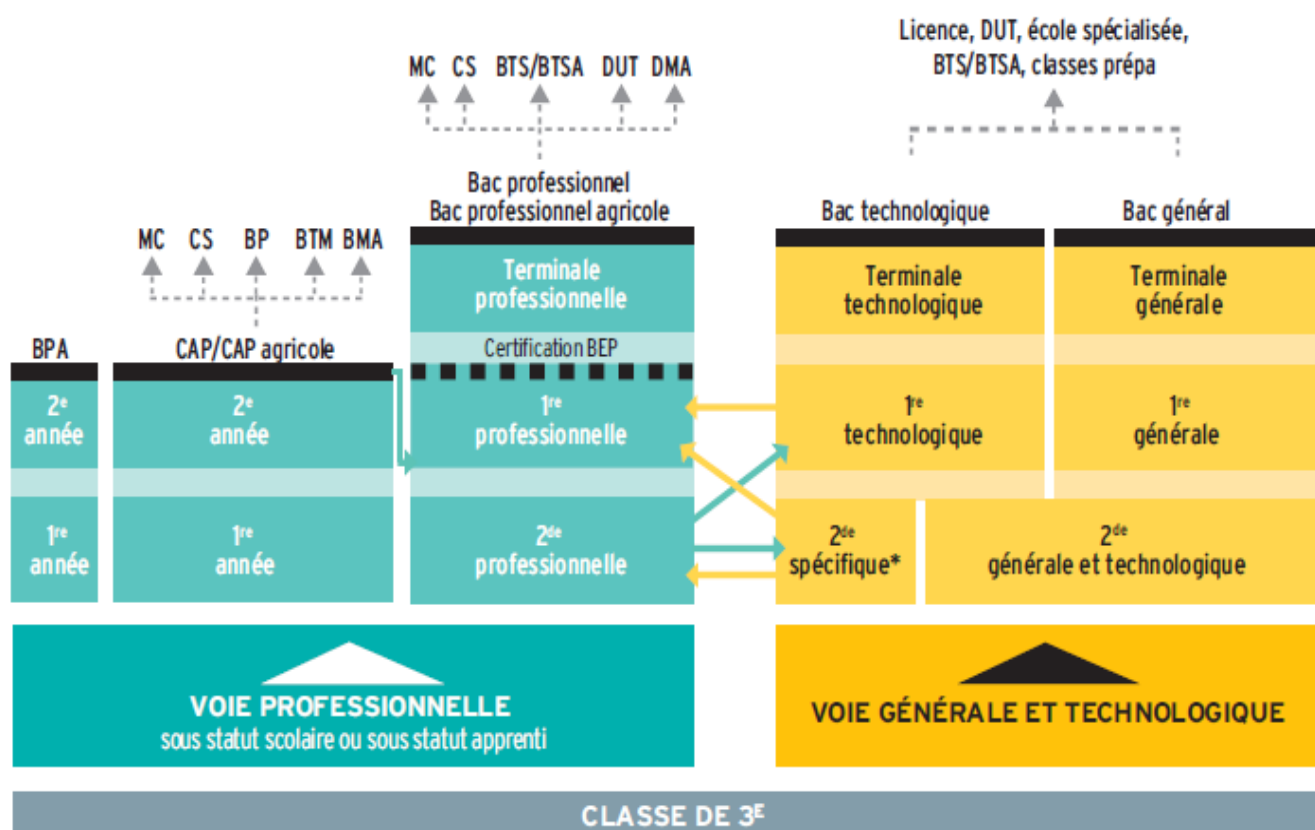 Licence, DUT, école spécialisée,
BTS/BTSA, classes prépa
MC CS BTS/BTSA DUT DMA
Bac professionnel
Bac professionnel agricole
Bac technologique
Bac général
MC CS BP BTM BMA
Terminale
professionnelle
Terminale
technologique
Terminale
générale
BPA
CAP/CAP agricole
Certification BEP
2e
année
2e
année
1re
professionnelle
1re
technologique
1re
générale
1re
année
1re
année
2de
professionnelle
2de
spécifique*
2de
générale et technologique
VOIE PROFESSIONNELLE
sous statut scolaire ou sous statut apprenti
VOIE GÉNÉRALE ET TECHNOLOGIQUE
CLASSE DE 3E